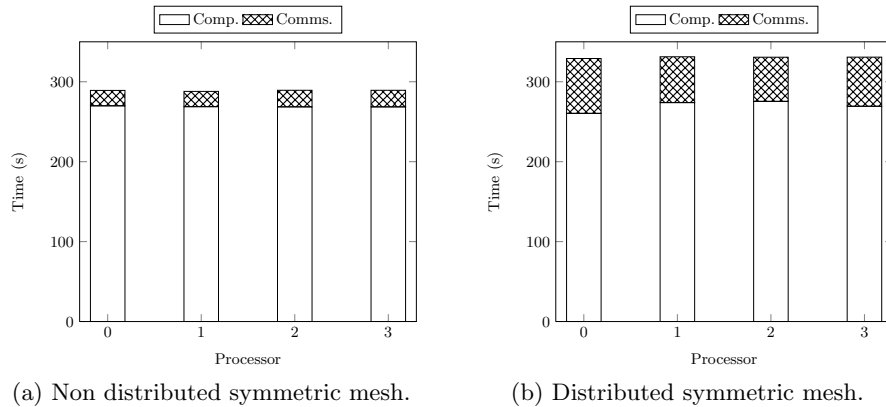 Comp. Comms.
300
200
100
0
Time (s)
0 1 2 3
Processor
(a) Non distributed symmetric mesh.
Comp. Comms.
300
200
100
0
Time (s)
0 1 2 3
Processor
(b) Distributed symmetric mesh.